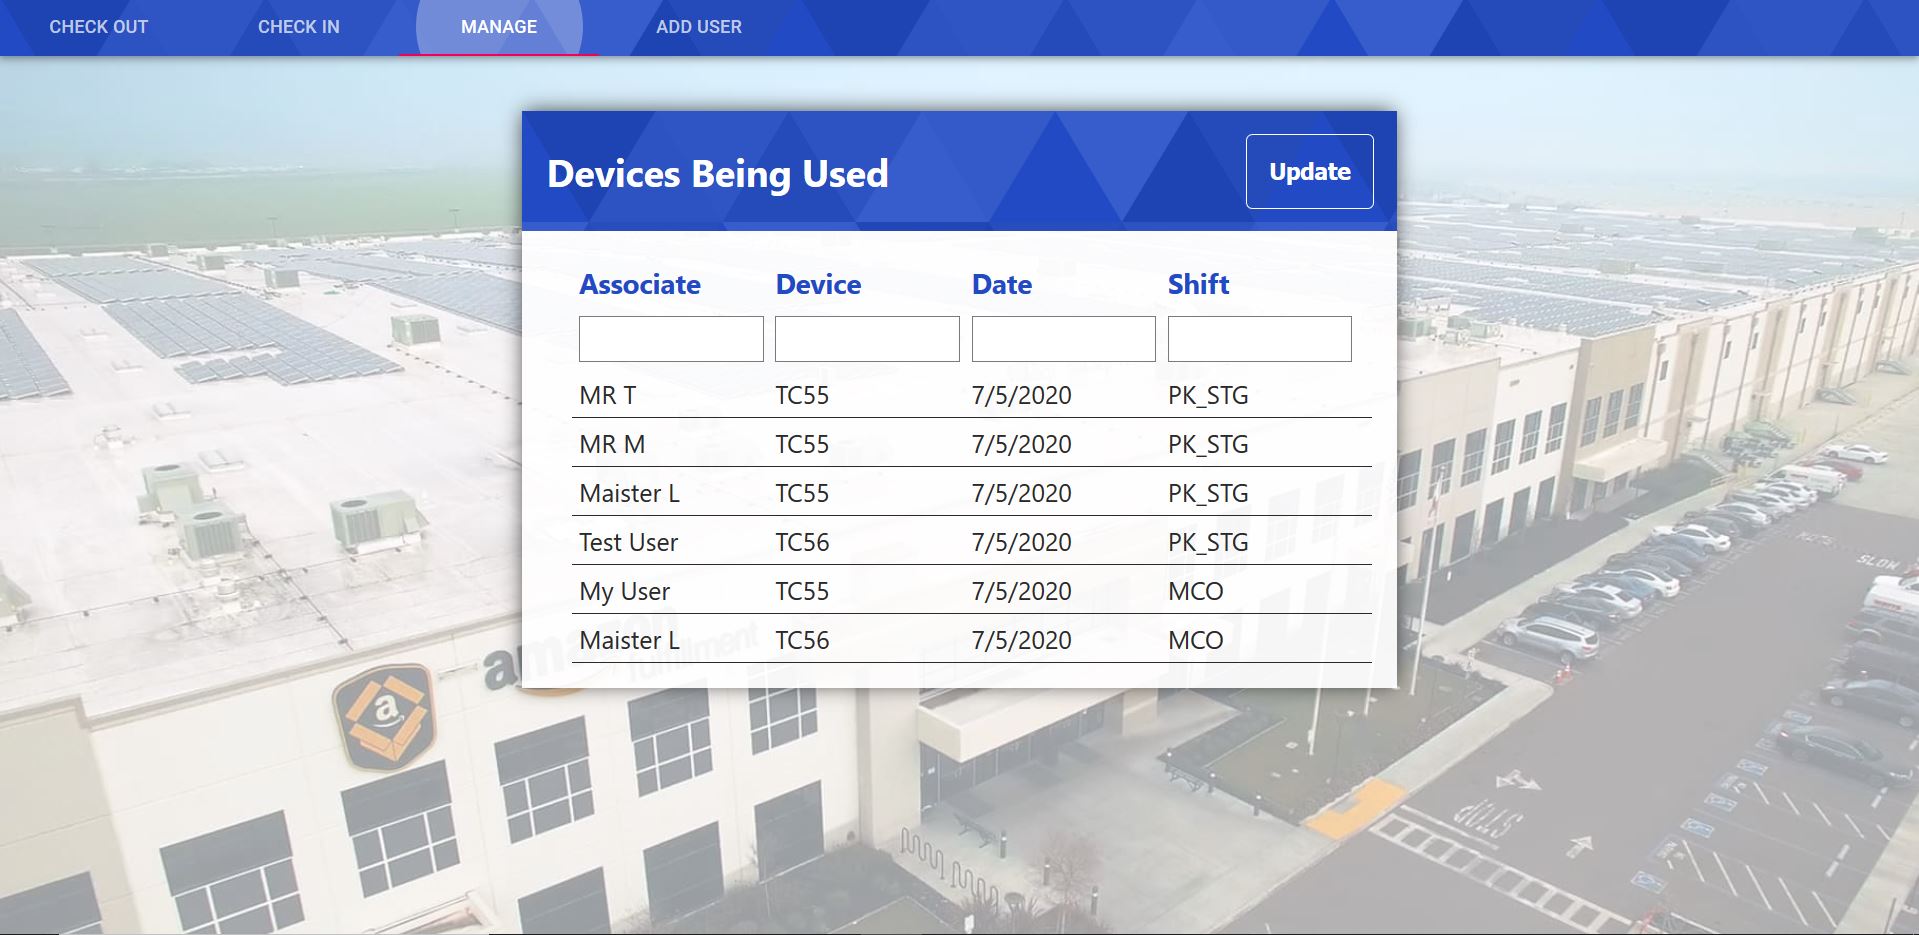 CHECK OUT CHECK IN MANAGE ADD USER
Devices Being Used Update
Associate Device Date Shift
MR T TC55 7/5/2020 PK_STG
MR M TC55 7/5/2020 PK_STG
Maister L TC55 7/5/2020 PK_STG
Test User TC56 7/5/2020 PK_STG
My User TC55 7/5/2020 MCO
Maister L TC56 7/5/2020 MCO
amazon
fulfillment
a
SLOW
STOP